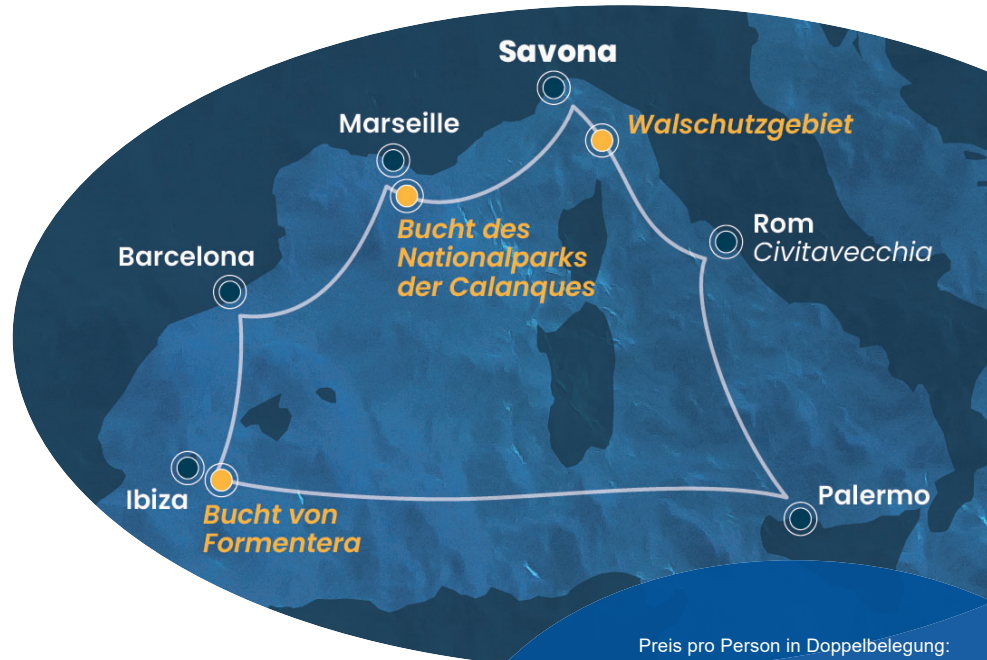 Savona
Marseille
Walschutzgebiet
Rom
Civitavecchia
Bucht des
Nationalparks
der Calanques
Barcelona
Ibiza
Bucht von
Formentera
Palermo
Preis pro Person in Doppelbelegung: